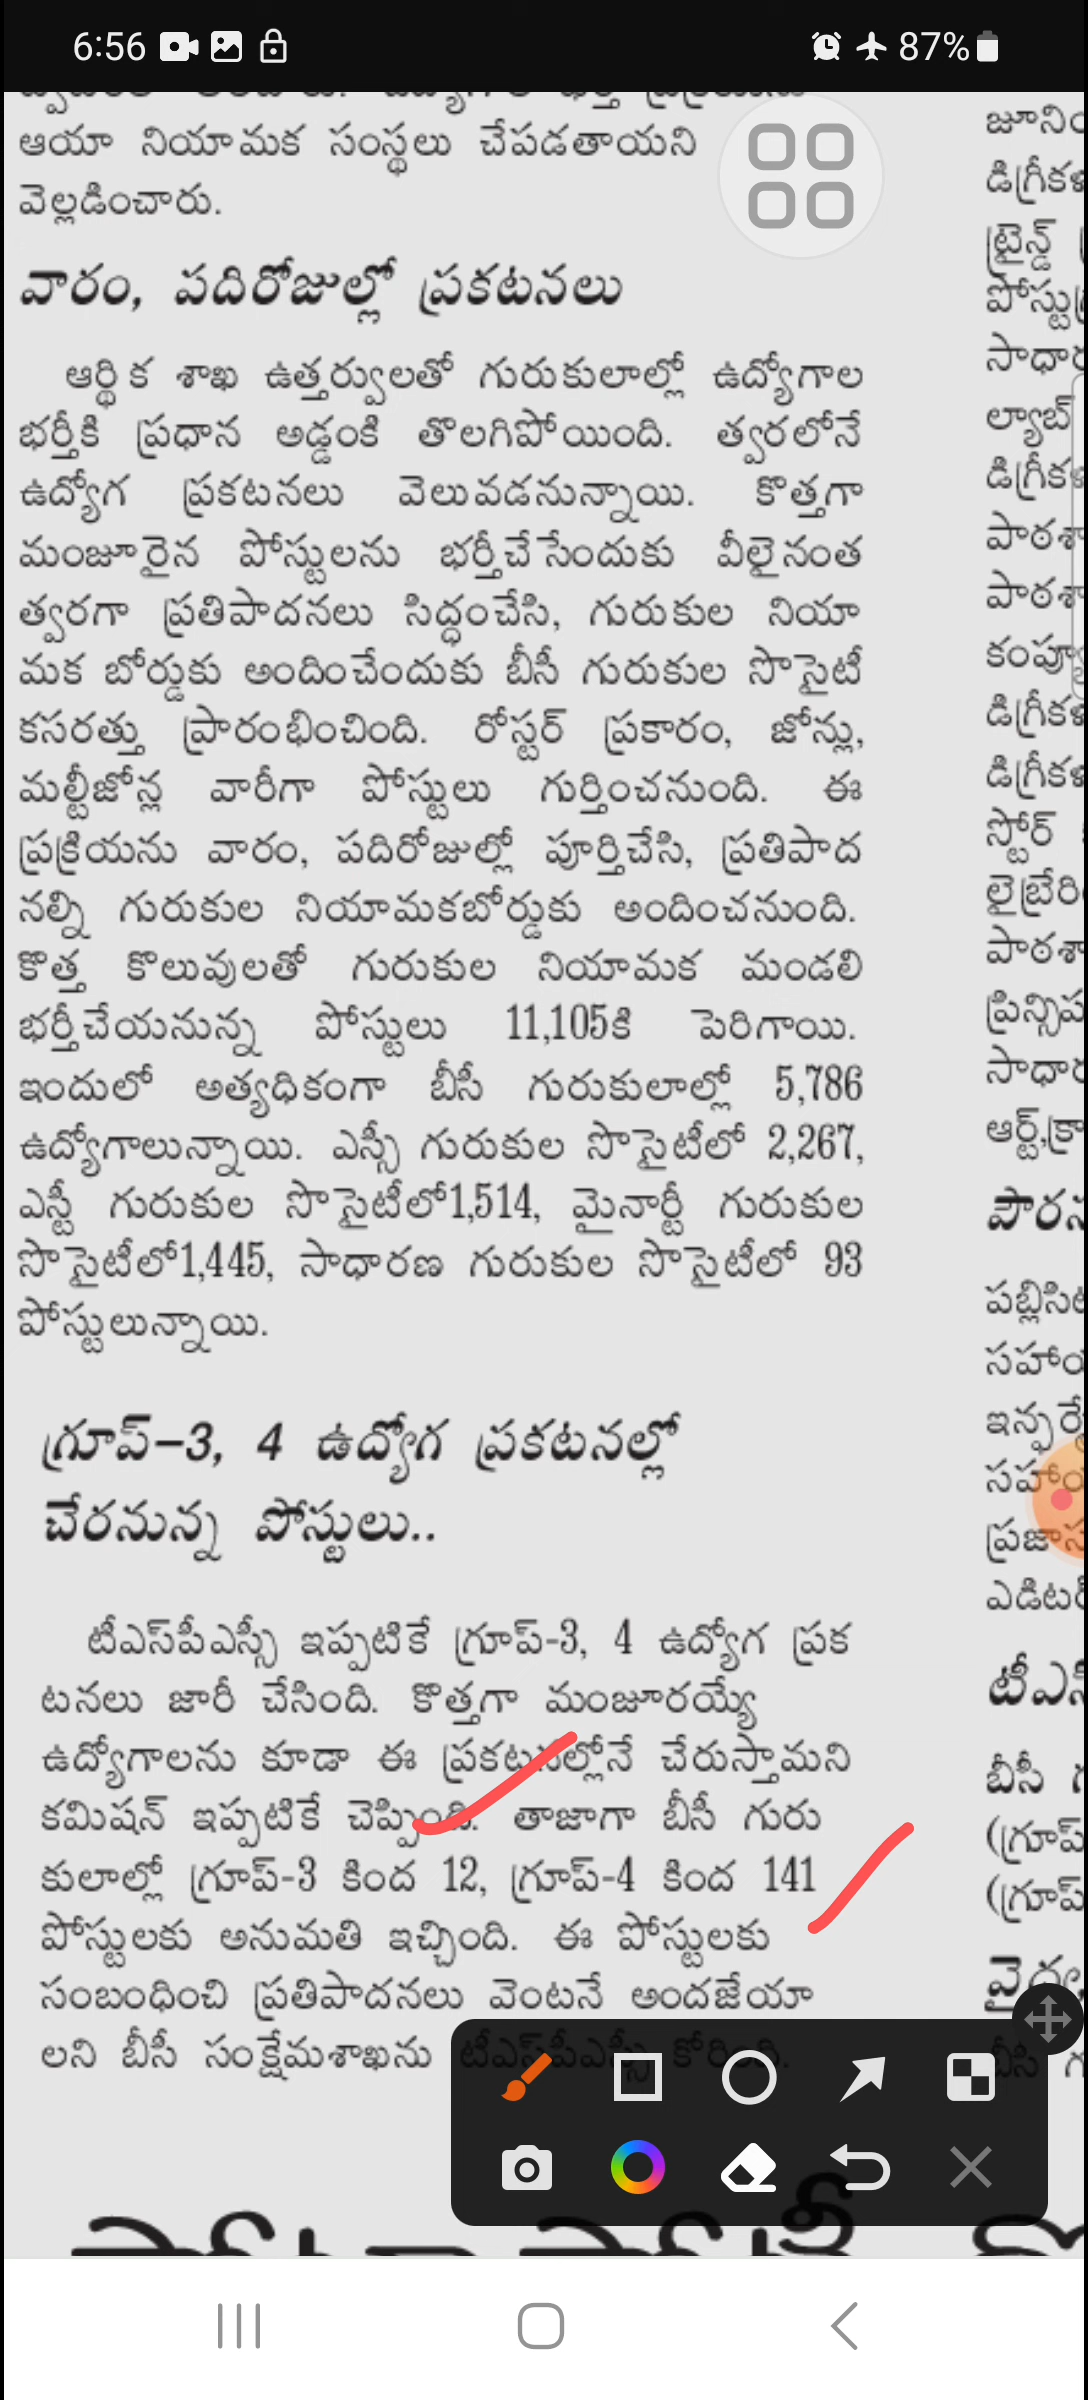 6:56
87%
ఆయా నియామక సంస్థలు చేపడతాయని
వెల్లడించారు.
వారం, పదిరోజుల్లో ప్రకటనలు
ఆర్థిక శాఖ ఉత్తర్వులతో గురుకులాల్లో ఉద్యోగాల
భర్తీకి ప్రధాన అడ్డంకి తొలగిపోయింది. త్వరలోనే
ఉద్యోగ ప్రకటనలు వెలువడనున్నాయి. కొత్తగా
మంజూరైన పోస్టులను భర్తీచేసేందుకు వీలైనంత
త్వరగా ప్రతిపాదనలు సిద్ధంచేసి, గురుకుల నియా
మక బోర్డుకు అందించేందుకు బీసీ గురుకుల సొసైటీ
కసరత్తు ప్రారంభించింది. రోస్టర్ ప్రకారం, జోన్లు,
మల్టీజోన్ల వారీగా పోస్టులు గుర్తించనుంది. ఈ
ప్రక్రియను వారం, పదిరోజుల్లో పూర్తిచేసి, ప్రతిపాద
నల్ని గురుకుల నియామకబోర్డుకు అందించనుంది.
కొత్త కొలువులతో గురుకుల నియామక మండలి
భర్తీచేయనున్న పోస్టులు 11,105కి పెరిగాయి.
ఇందులో అత్యధికంగా బీసీ గురుకులాల్లో 5,786
ఉద్యోగాలున్నాయి. ఎస్సీ గురుకుల సొసైటీలో 2,267,
ఎస్టీ గురుకుల సొసైటీలో1,514, మైనార్టీ గురుకుల
సొసైటీలో1,445, సాధారణ గురుకుల సొసైటీలో 93
పోస్టులున్నాయి.
గ్రూప్-3, 4 ఉద్యోగ ప్రకటనల్లో
చేరనున్న పోస్టులు..
టీఎస్‌పీఎస్సీ ఇప్పటికే గ్రూప్-3, 4 ఉద్యోగ ప్రక
టనలు జారీ చేసింది. కొత్తగా మంజూరయ్యే
ఉద్యోగాలను కూడా ఈ ప్రకటనల్లోనే చేరుస్తామని
కమిషన్ ఇప్పటికే చెప్పింది. తాజాగా బీసీ గురు
కులాల్లో గ్రూప్-3 కింద 12, గ్రూప్-4 కింద 141
పోస్టులకు అనుమతి ఇచ్చింది. ఈ పోస్టులకు
సంబంధించి ప్రతిపాదనలు వెంటనే అందజేయా
లని బీసీ సంక్షేమశాఖను టీఎస్‌పీఎస్సీ కోరింది.
ట్రైన్డ్
ల్యాబ్
స్టోర్
బీసీ